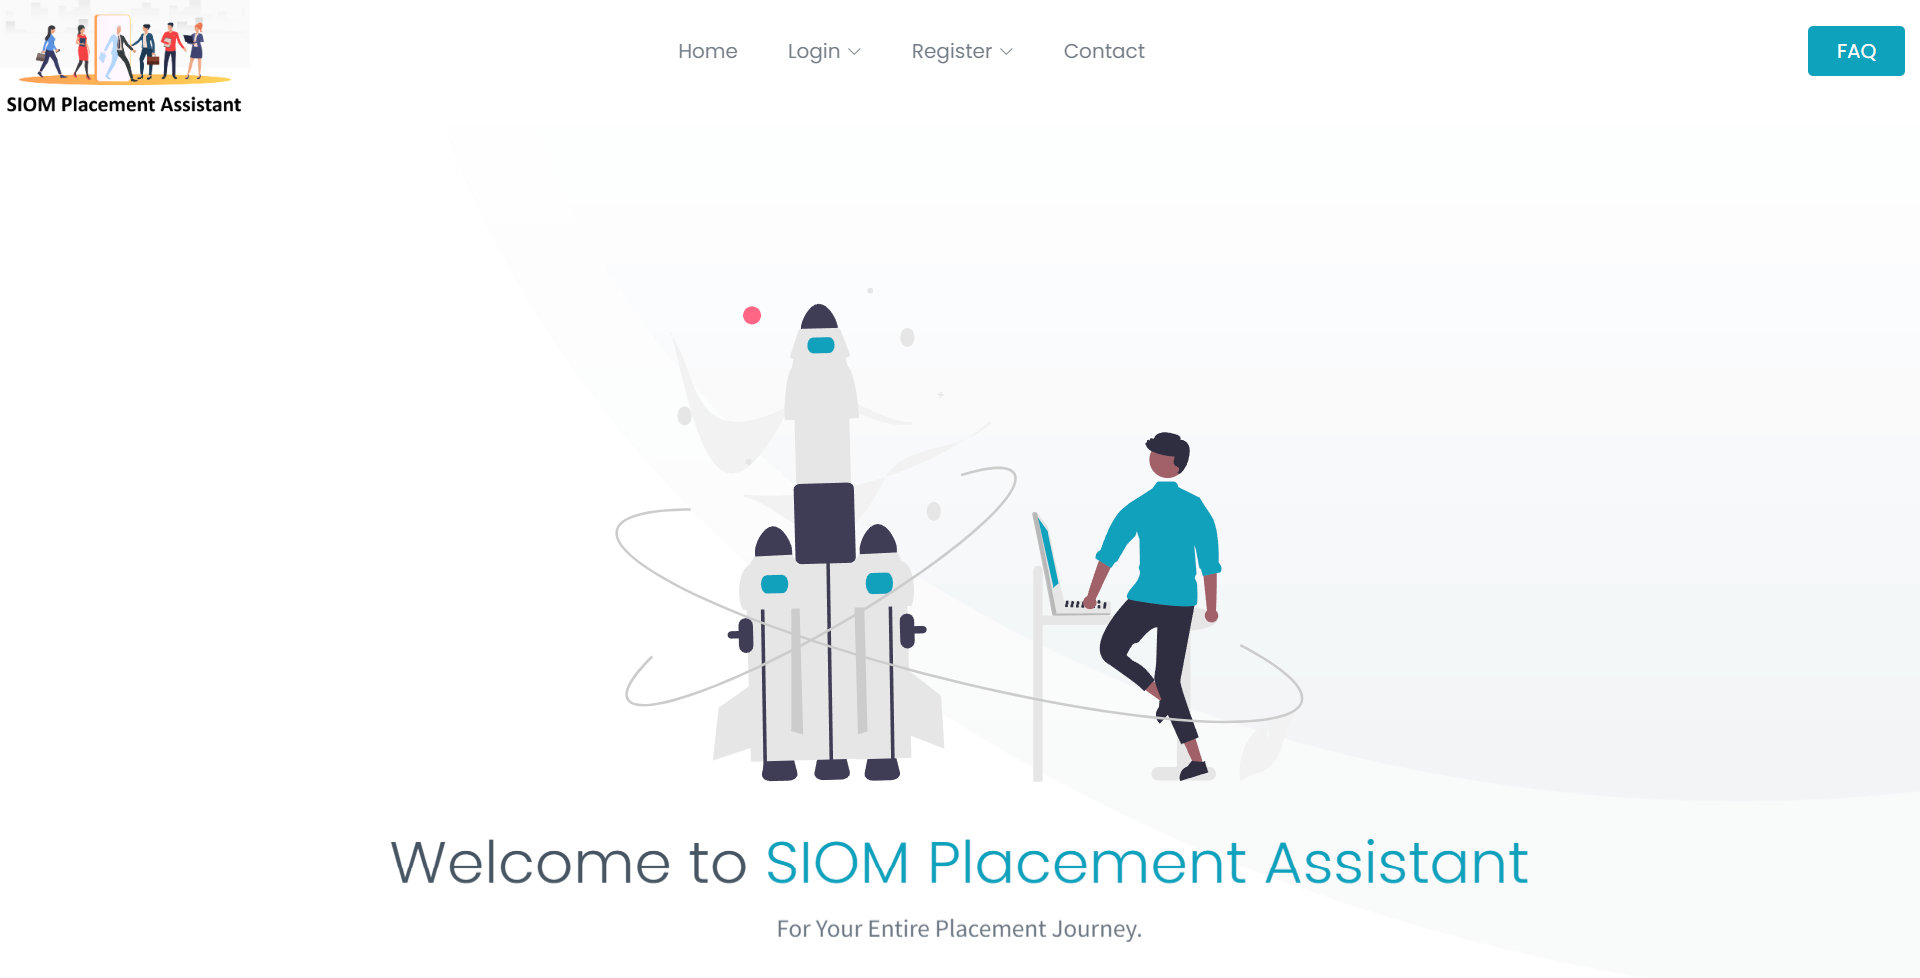 SIOM Placement Assistant
Home
Login
Register
Contact
FAQ
Welcome to SIOM Placement Assistant
For Your Entire Placement Journey.